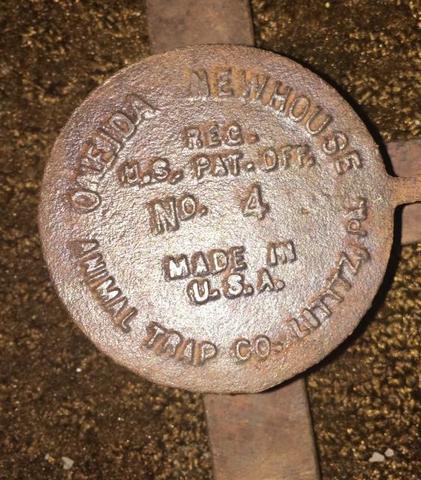 ONEIDA NEWHOUSE
REG.
U.S. PAT. OFF.
No. 4
MADE IN
U.S.A.
ANIMAL TRAP CO. LITITZ, PA.